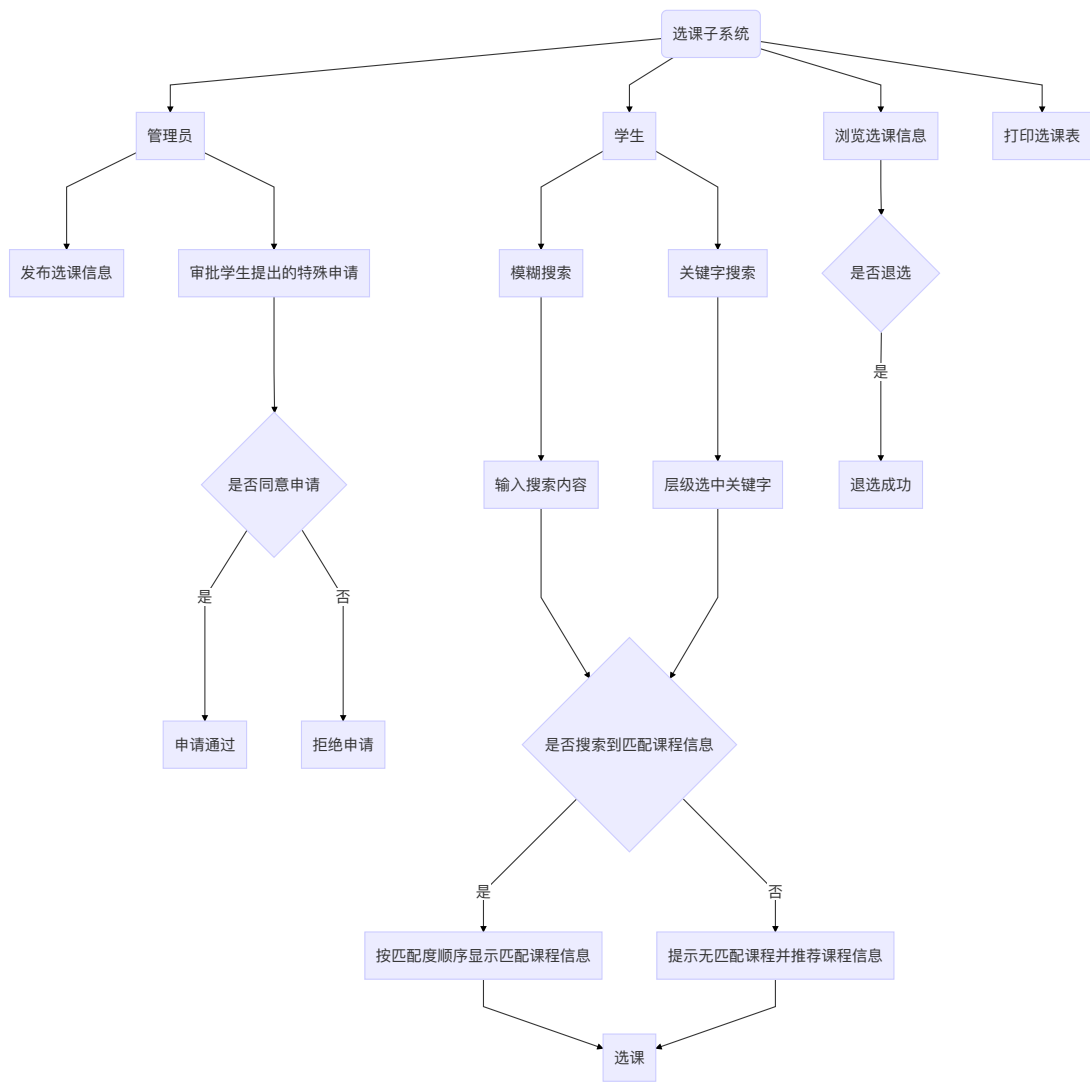 选课子系统
管理员
学生
浏览选课信息
打印选课表
发布选课信息
审批学生提出的特殊申请
模糊搜索
关键字搜索
是否退选
是
是否同意申请
输入搜索内容
层级选中关键字
退选成功
是
否
申请通过
拒绝申请
是否搜索到匹配课程信息
是
否
按匹配度顺序显示匹配课程信息
提示无匹配课程并推荐课程信息
选课